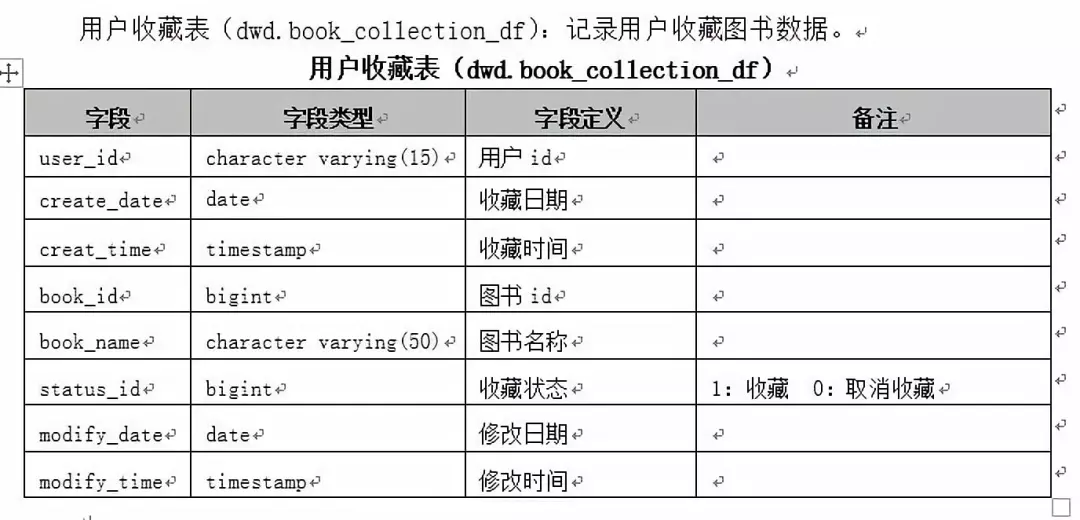 用户收藏表（dwd.book_collection_df）：记录用户收藏图书数据。
用户收藏表（dwd.book_collection_df）
字段 字段类型 字段定义 备注
user_id character varying(15) 用户 id
create_date date 收藏日期
creat_time timestamp 收藏时间
book_id bigint 图书 id
book_name character varying(50) 图书名称
status_id bigint 收藏状态 1：收藏 0：取消收藏
modify_date date 修改日期
modify_time timestamp 修改时间